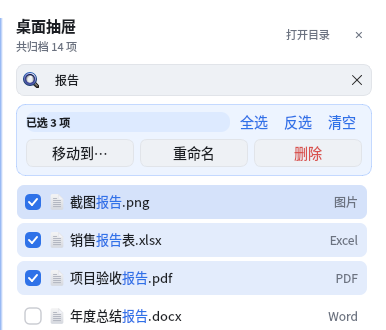 桌面抽屉
共归档 14 项
打开目录 ×
报告
已选 3 项 全选 反选 清空
移动到… 重命名 删除
截图报告.png 图片
销售报告表.xlsx Excel
项目验收报告.pdf PDF
年度总结报告.docx Word